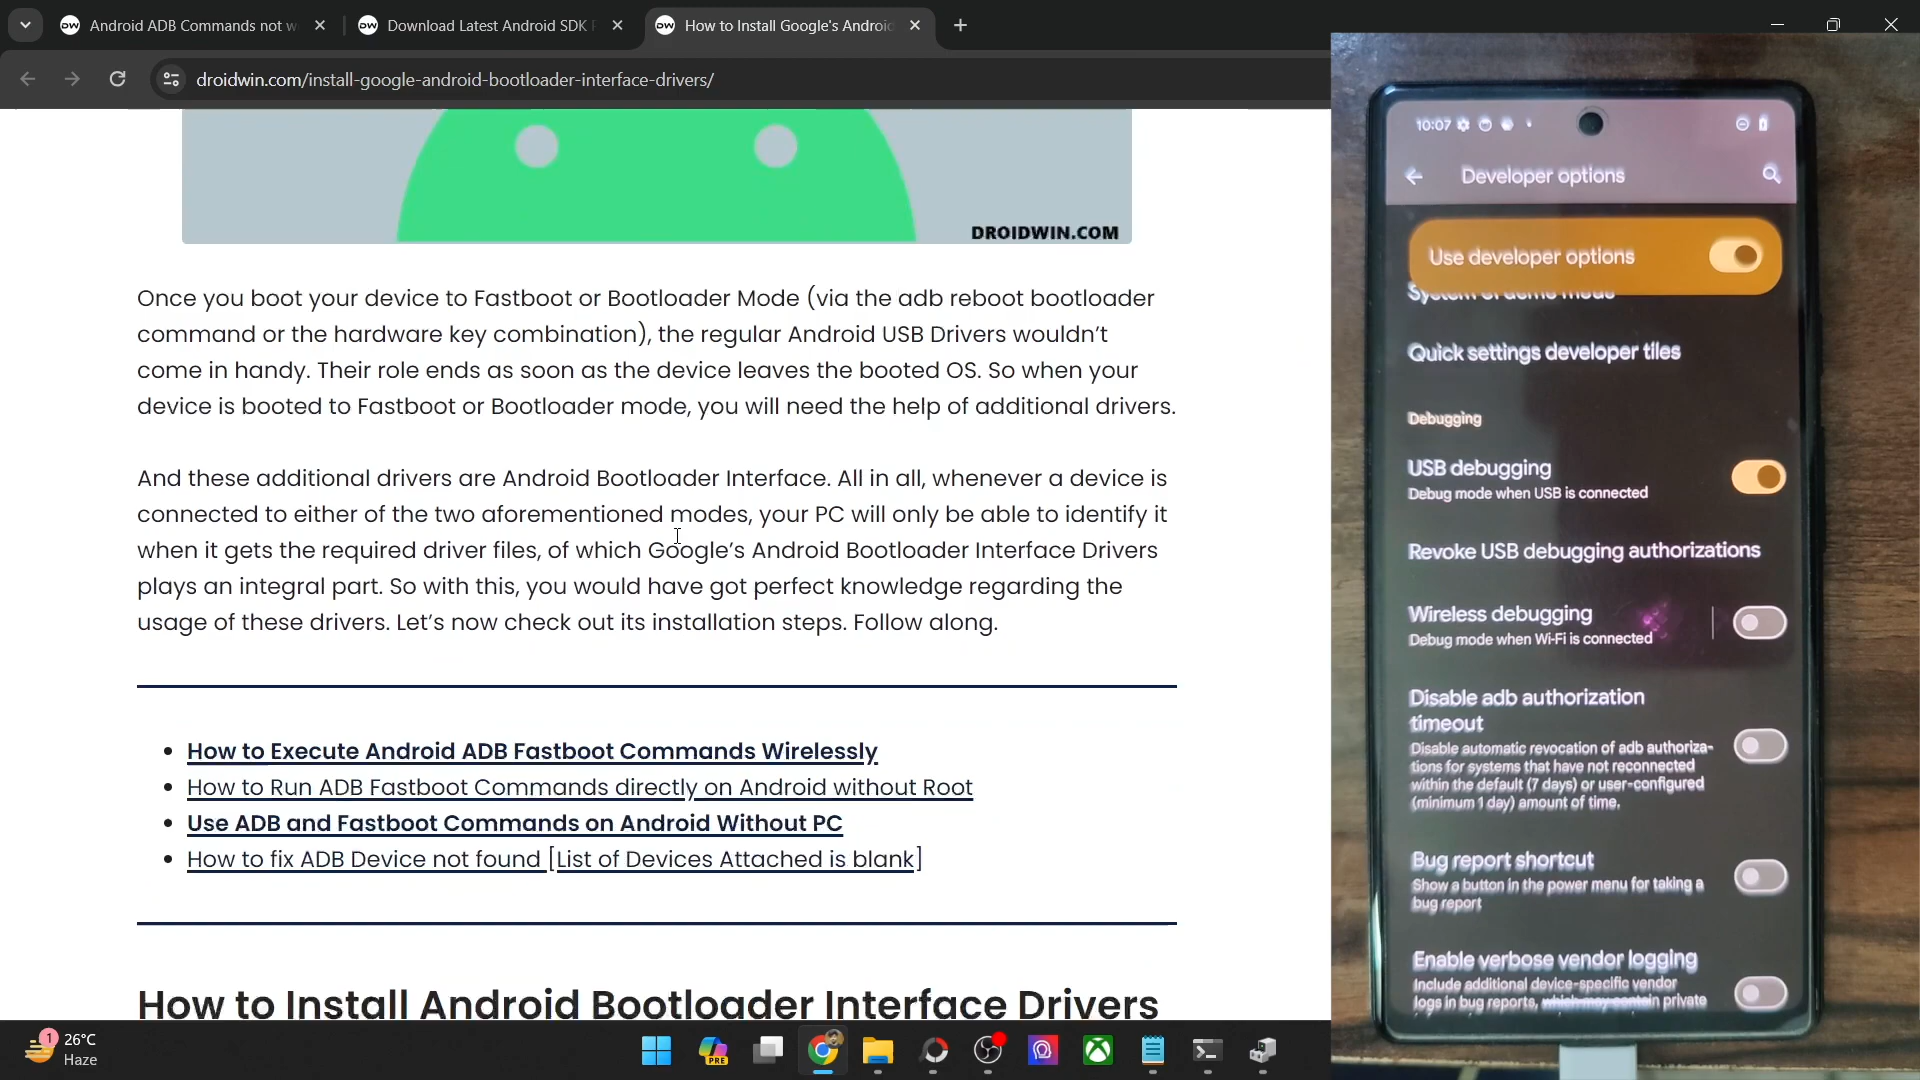 Android ADB Commands not w
Download Latest Android SDK
How to Install Google's Android
droidwin.com/install-google-android-bootloader-interface-drivers/
DROIDWIN.COM
Once you boot your device to Fastboot or Bootloader Mode (via the adb reboot bootloader
command or the hardware key combination), the regular Android USB Drivers wouldn't
come in handy. Their role ends as soon as the device leaves the booted OS. So when your
device is booted to Fastboot or Bootloader mode, you will need the help of additional drivers.
And these additional drivers are Android Bootloader Interface. All in all, whenever a device is
connected to either of the two aforementioned modes, your PC will only be able to identify it
when it gets the required driver files, of which Google's Android Bootloader Interface Drivers
plays an integral part. So with this, you would have got perfect knowledge regarding the
usage of these drivers. Let's now check out its installation steps. Follow along.
How to Execute Android ADB Fastboot Commands Wirelessly
How to Run ADB Fastboot Commands directly on Android without Root
Use ADB and Fastboot Commands on Android Without PC
How to fix ADB Device not found [List of Devices Attached is blank]
How to Install Android Bootloader Interface Drivers
1
26°C
Haze
PRE
10:07
Developer options
Use developer options
System UI demo mode
Quick settings developer tiles
Debugging
USB debugging
Debug mode when USB is connected
Revoke USB debugging authorizations
Wireless debugging
Debug mode when Wi-Fi is connected
Disable adb authorization
timeout
Disable automatic revocation of adb authoriza-
tions for systems that have not reconnected
within the default (7 days) or user-configured
(minimum 1 day) amount of time.
Bug report shortcut
Show a button in the power menu for taking a
bug report
Enable verbose vendor logging
Include additional device-specific vendor
logs in bug reports, which may contain private